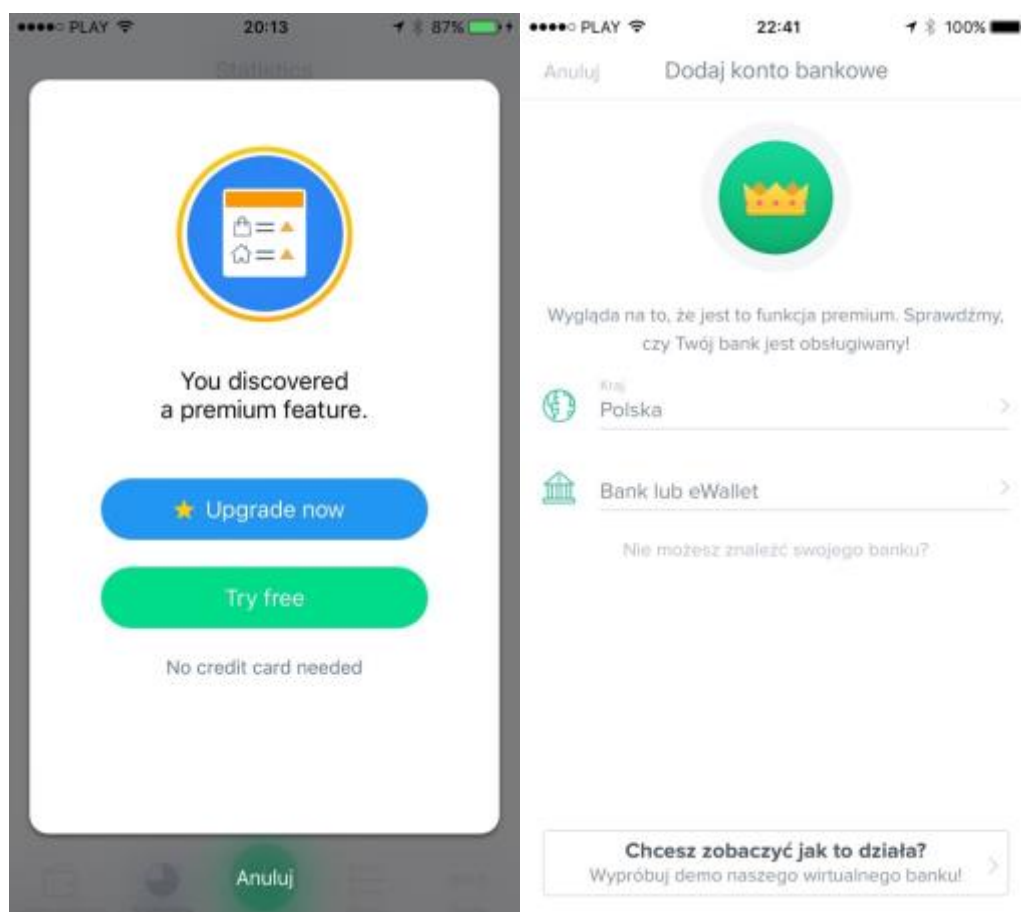 PLAY 20:13 87%
Statistics
You discovered
a premium feature.
Upgrade now
Try free
No credit card needed
Anuluj
PLAY 22:41 100%
Anuluj Dodaj konto bankowe
Wygląda na to, że jest to funkcja premium. Sprawdźmy,
czy Twój bank jest obsługiwany!
Kraj
Polska
Bank lub eWallet
Nie możesz znaleźć swojego banku?
Chcesz zobaczyć jak to działa?
Wypróbuj demo naszego wirtualnego banku!